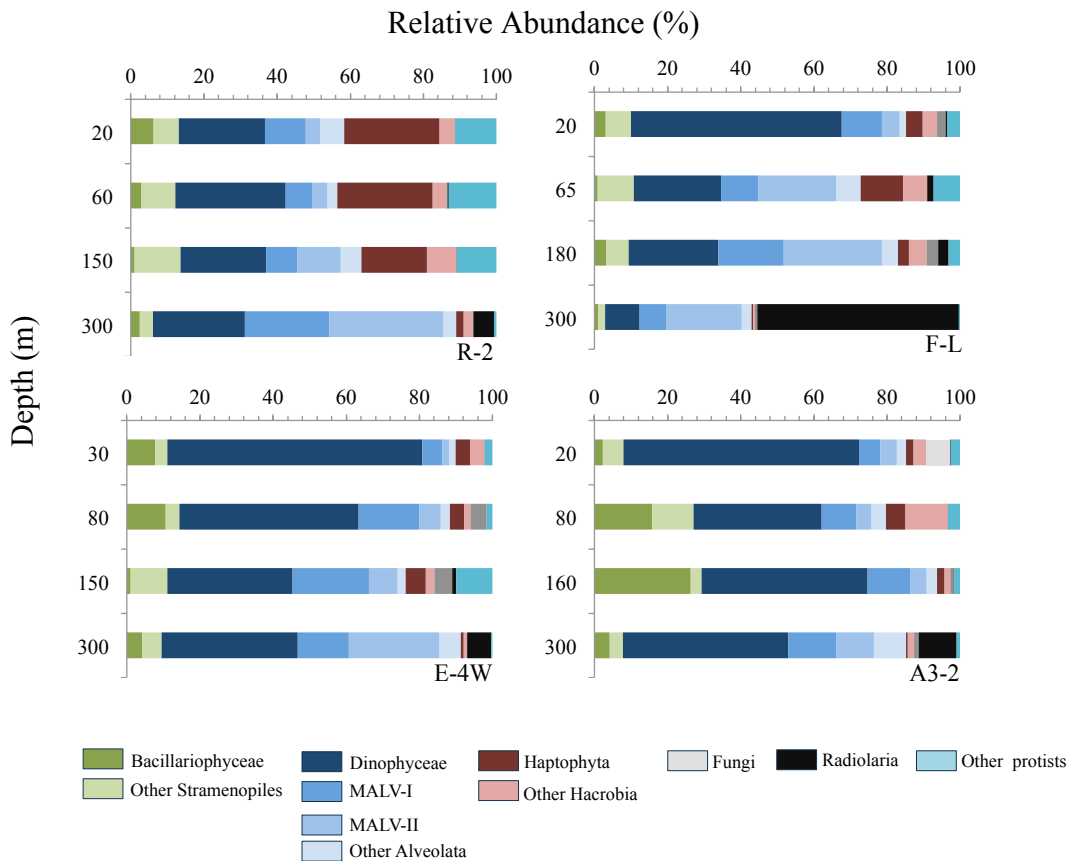 Relative Abundance (%)
0 20 40 60 80 100
0 20 40 60 80 100
Depth (m)
20
60
150
300
R-2
20
65
180
300
F-L
0 20 40 60 80 100
0 20 40 60 80 100
30
80
150
300
E-4W
20
80
160
300
A3-2
Bacillariophyceae
Other Stramenopiles
Dinophyceae
MALV-I
MALV-II
Other Alveolata
Haptophyta
Other Hacrobia
Fungi
Radiolaria
Other protists